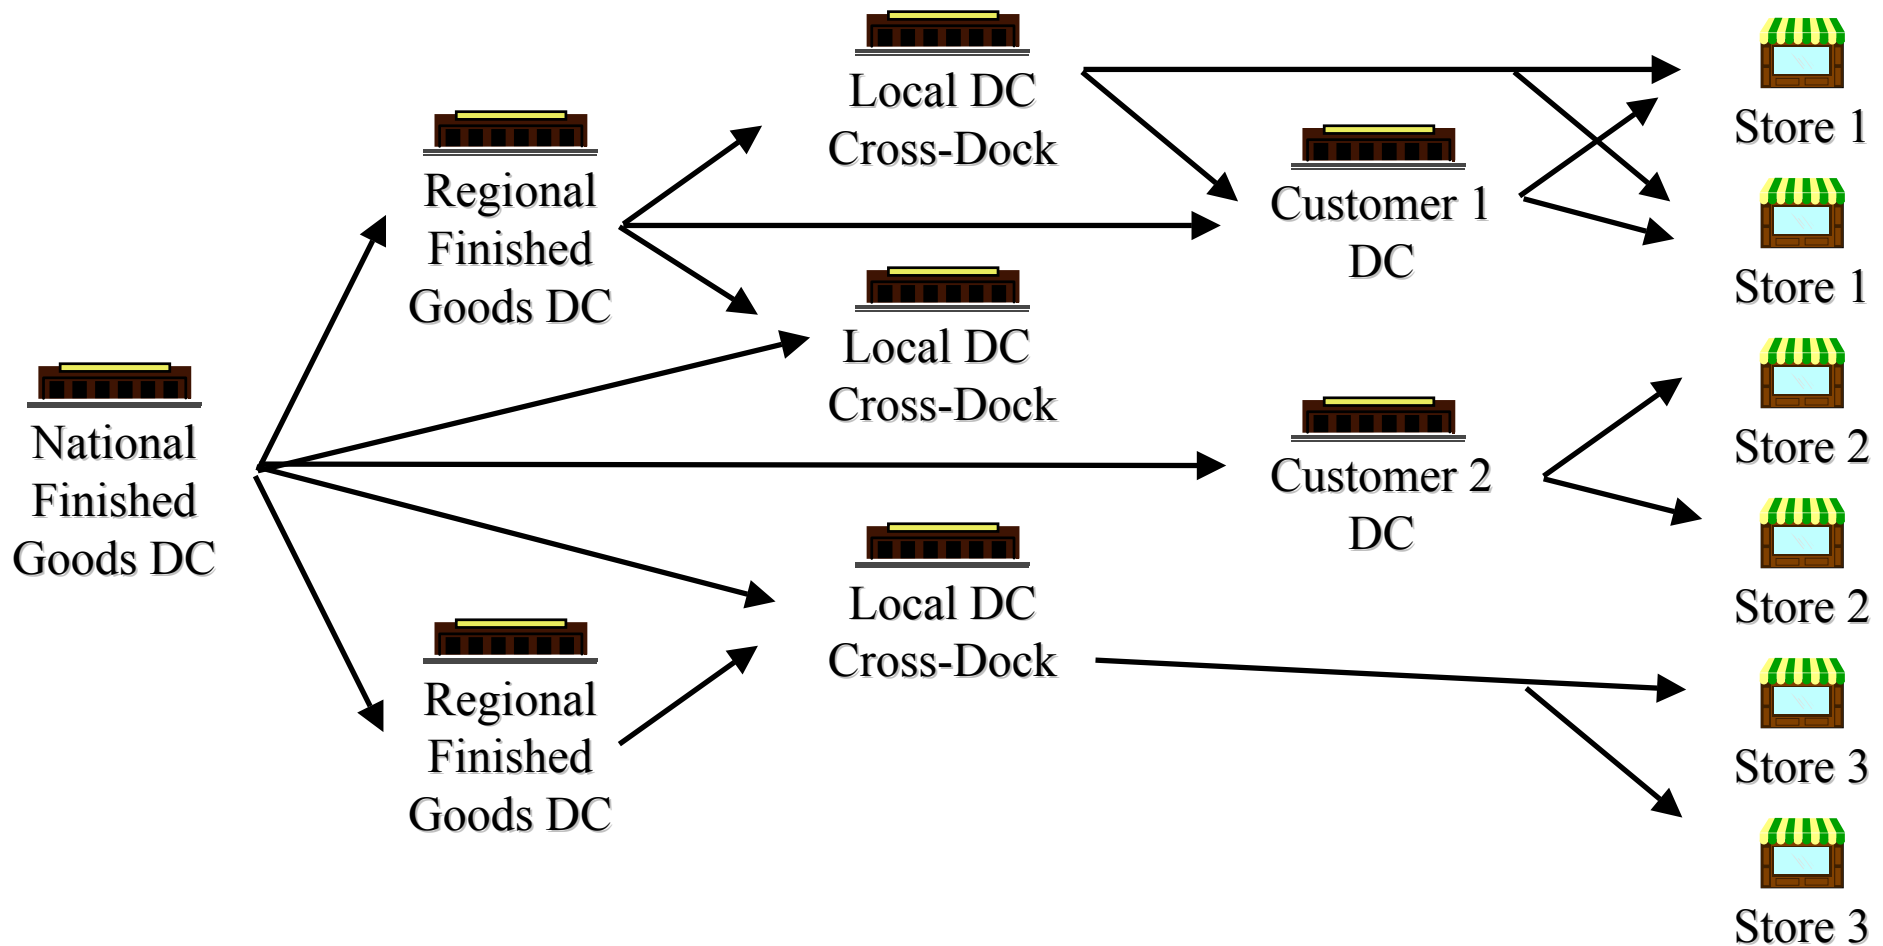 National
Finished
Goods DC
Regional
Finished
Goods DC
Regional
Finished
Goods DC
Local DC
Cross-Dock
Local DC
Cross-Dock
Local DC
Cross-Dock
Customer 1
DC
Customer 2
DC
Store 1
Store 1
Store 2
Store 2
Store 3
Store 3